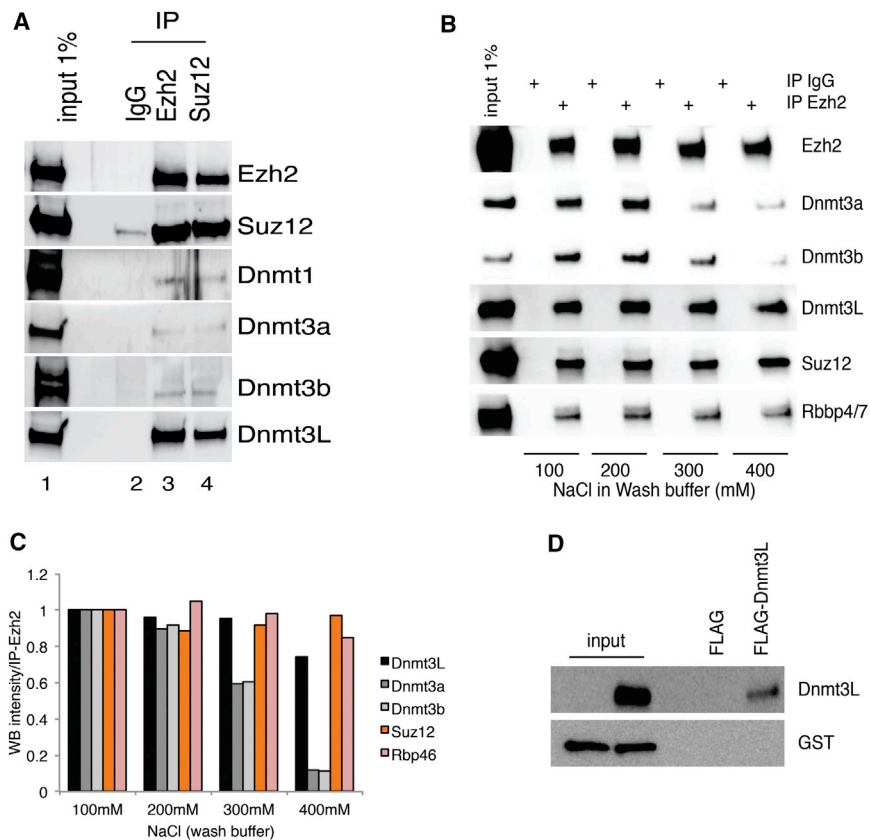 A
IP
input 1%
IgG
Ezh2
Suz12
Ezh2
Suz12
Dnmt1
Dnmt3a
Dnmt3b
Dnmt3L
1 2 3 4
B
input 1%
+ + + + IP IgG
+ + + + IP Ezh2
Ezh2
Dnmt3a
Dnmt3b
Dnmt3L
Suz12
Rbbp4/7
100 200 300 400
NaCl in Wash buffer (mM)
C
WB intensity/IP-Ezh2
1.2
1
0.8
0.6
0.4
0.2
0
100mM 200mM 300mM 400mM
NaCl (wash buffer)
Dnmt3L
Dnmt3a
Dnmt3b
Suz12
Rbp46
D
input
FLAG
FLAG-Dnmt3L
Dnmt3L
GST